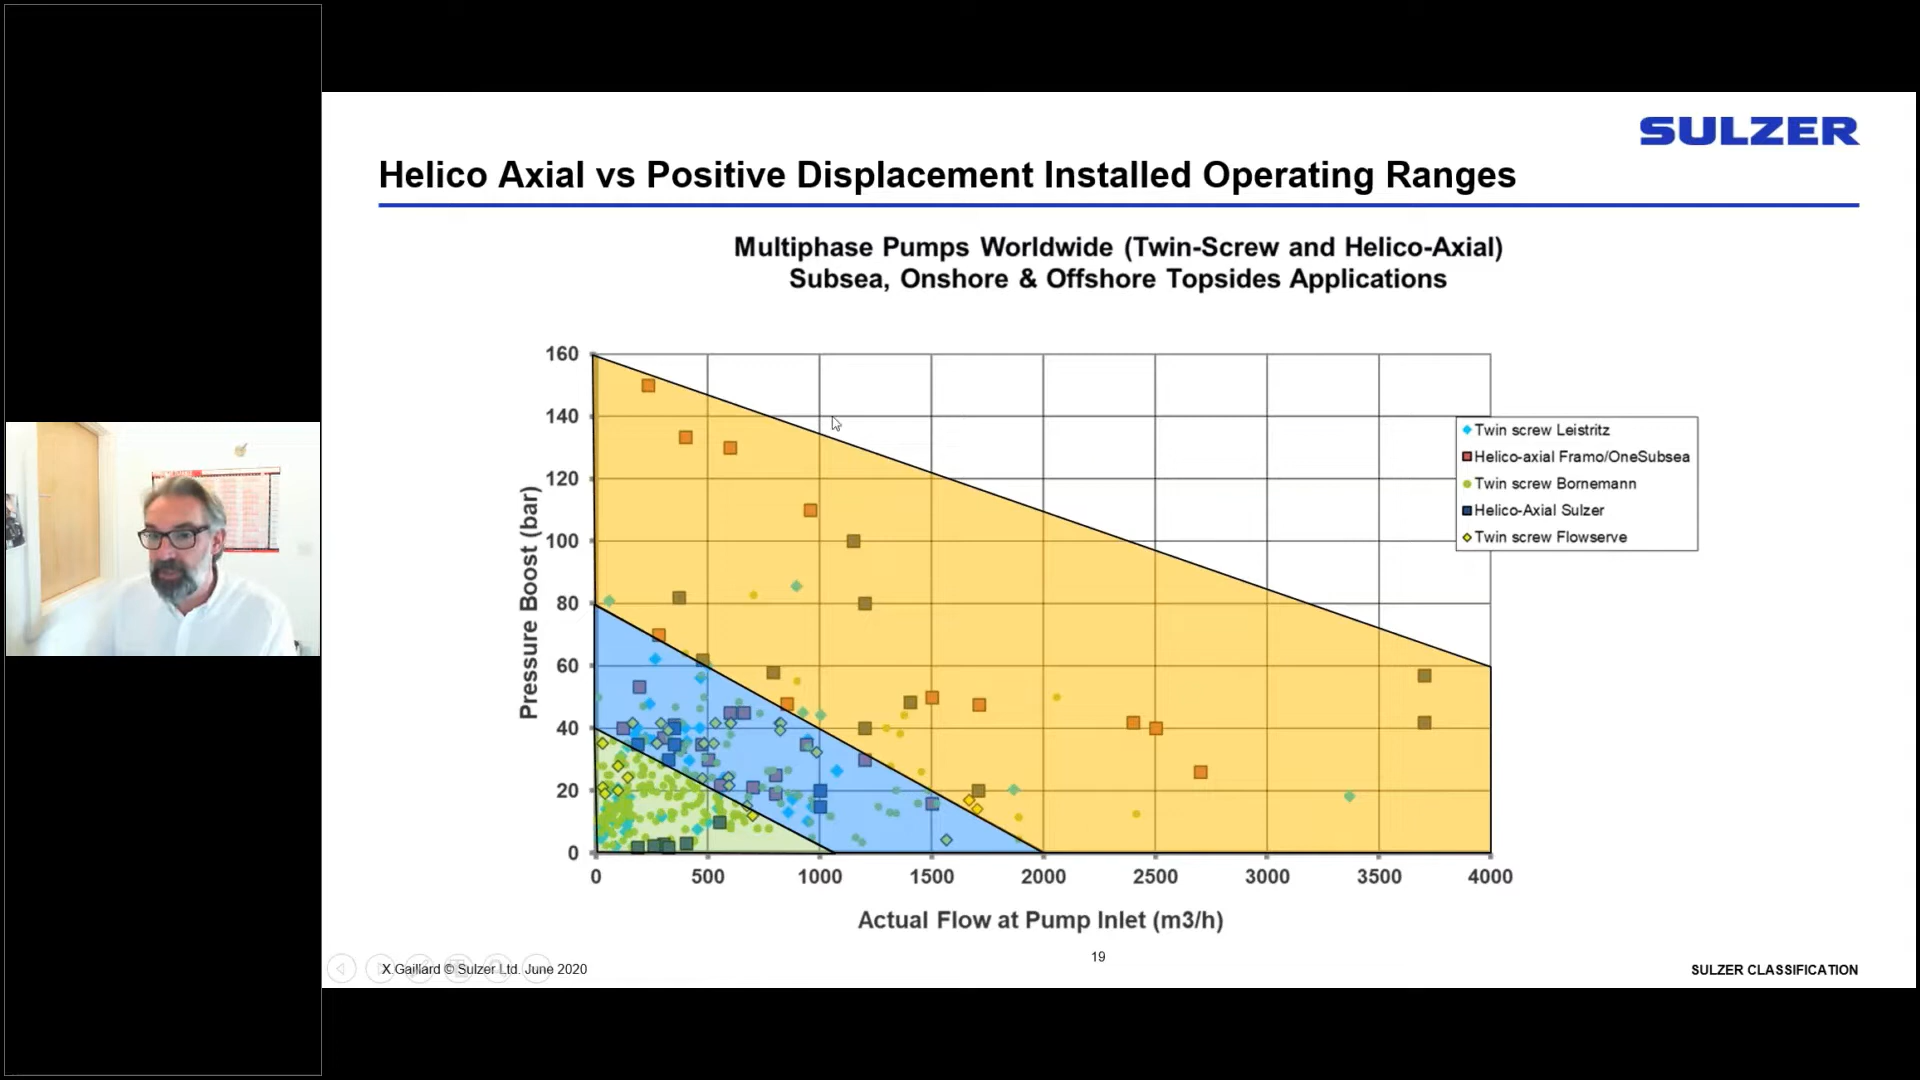 SULZER
Helico Axial vs Positive Displacement Installed Operating Ranges
Multiphase Pumps Worldwide (Twin-Screw and Helico-Axial)
Subsea, Onshore & Offshore Topsides Applications
Pressure Boost (bar)
160
140
120
100
80
60
40
20
0
0 500 1000 1500 2000 2500 3000 3500 4000
Actual Flow at Pump Inlet (m3/h)
Twin screw Leistritz
Helico-axial Framo/OneSubsea
Twin screw Bornemann
Helico-Axial Sulzer
Twin screw Flowserve
X.Gaillard © Sulzer Ltd. June 2020
19
SULZER CLASSIFICATION